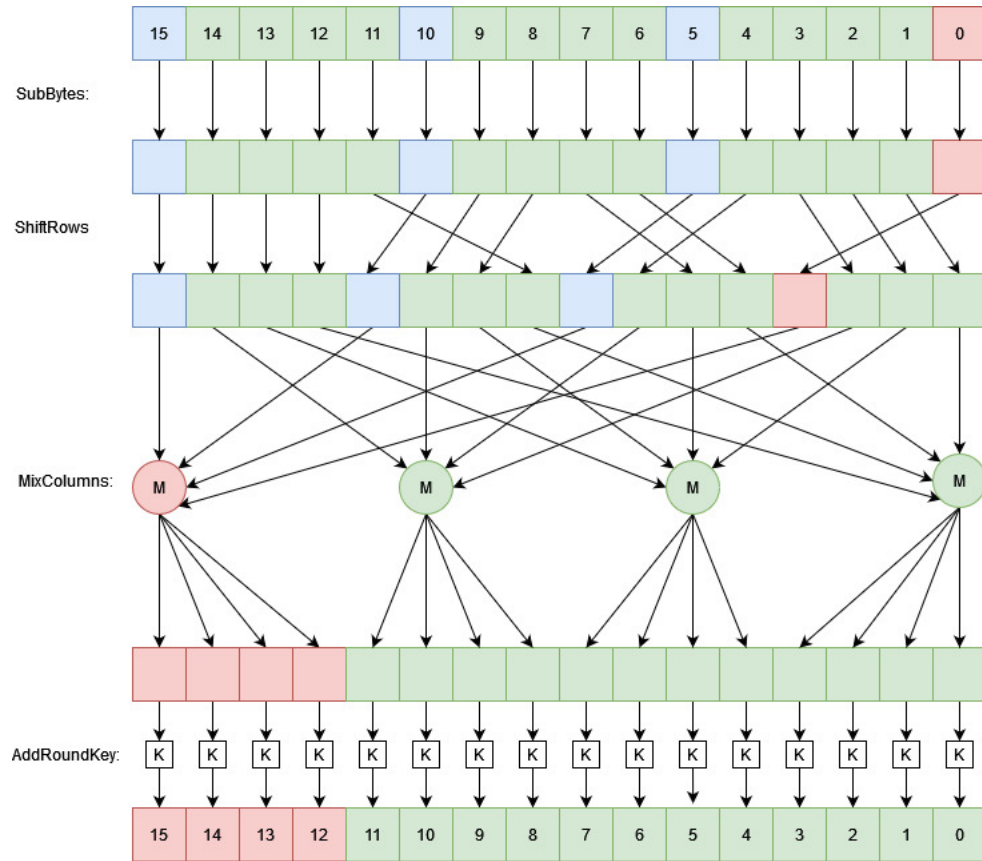 15 14 13 12 11 10 9 8 7 6 5 4 3 2 1 0
SubBytes:
ShiftRows
MixColumns:
M M M M
AddRoundKey:
K K K K K K K K K K K K K K K K
15 14 13 12 11 10 9 8 7 6 5 4 3 2 1 0